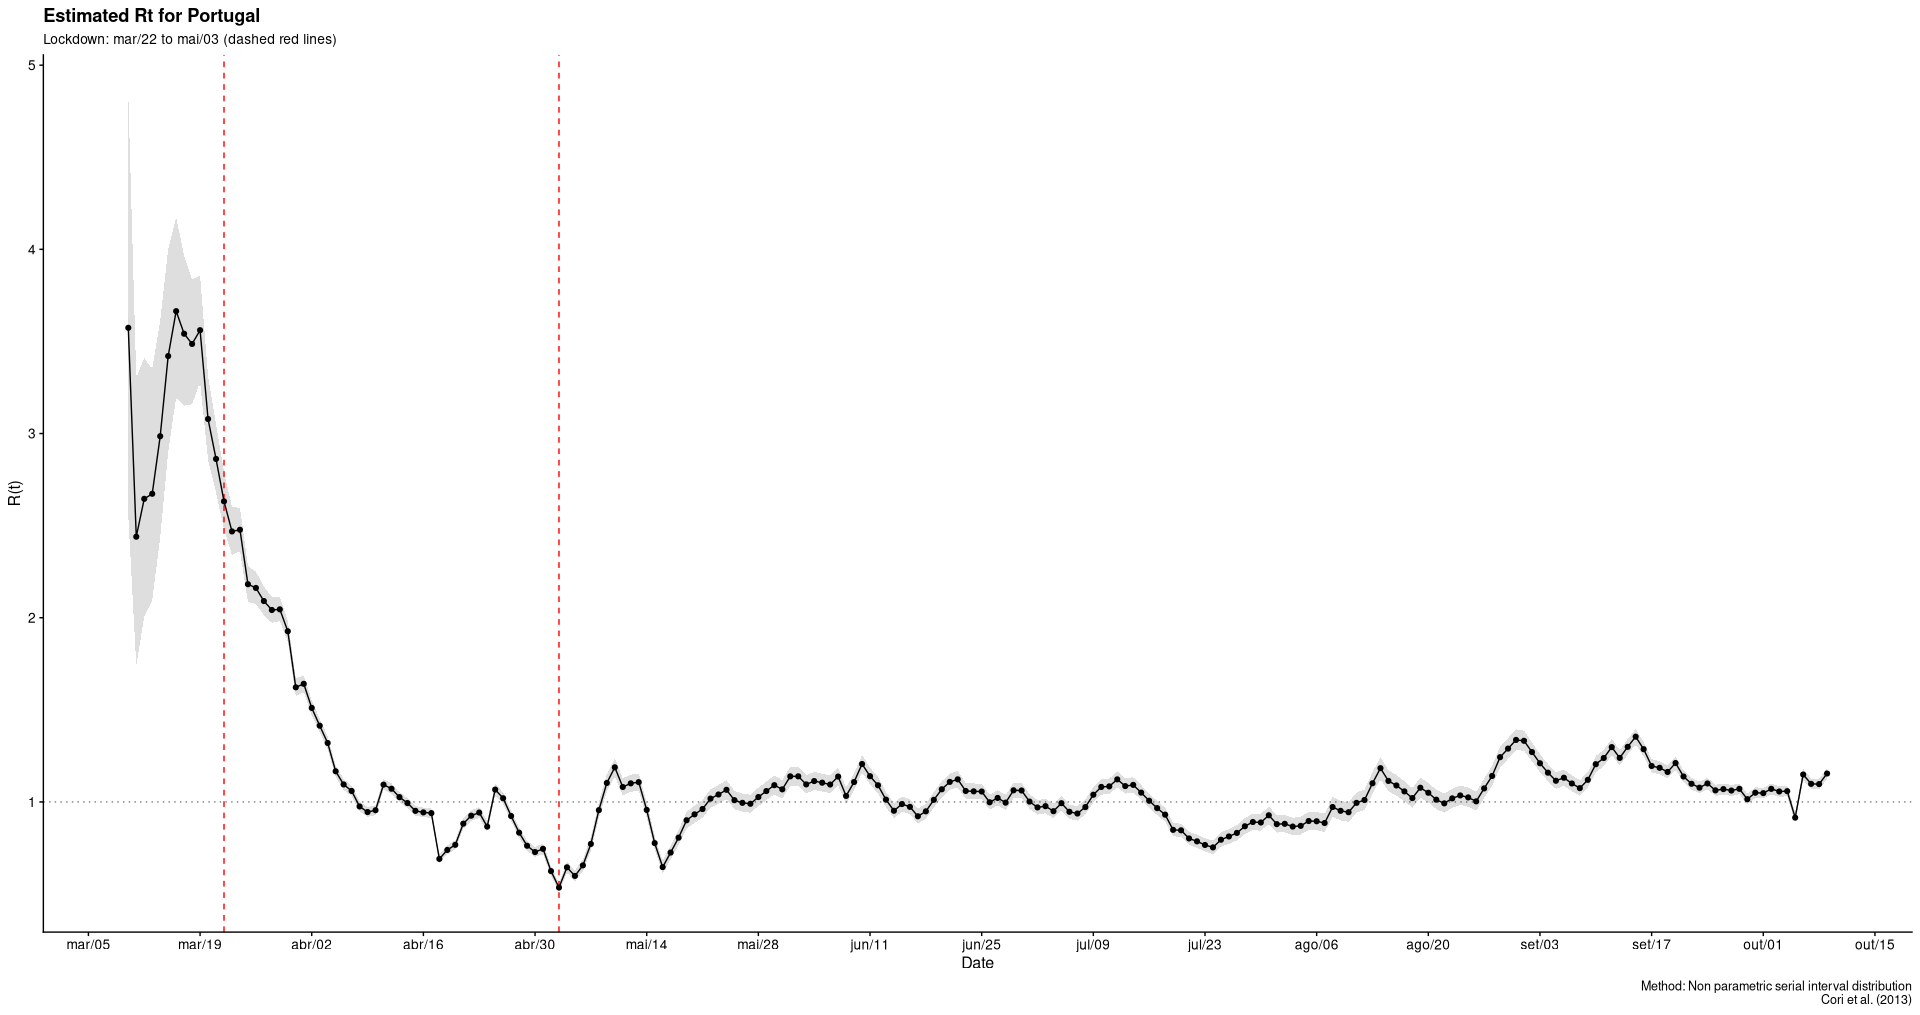 Estimated Rt for Portugal
Lockdown: mar/22 to mai/03 (dashed red lines)
5
4
3
2
1
R(t)
mar/05 mar/19 abr/02 abr/16 abr/30 mai/14 mai/28 jun/11 jun/25 jul/09 jul/23 ago/06 ago/20 set/03 set/17 out/01 out/15
Date
Method: Non parametric serial interval distribution
Cori et al. (2013)